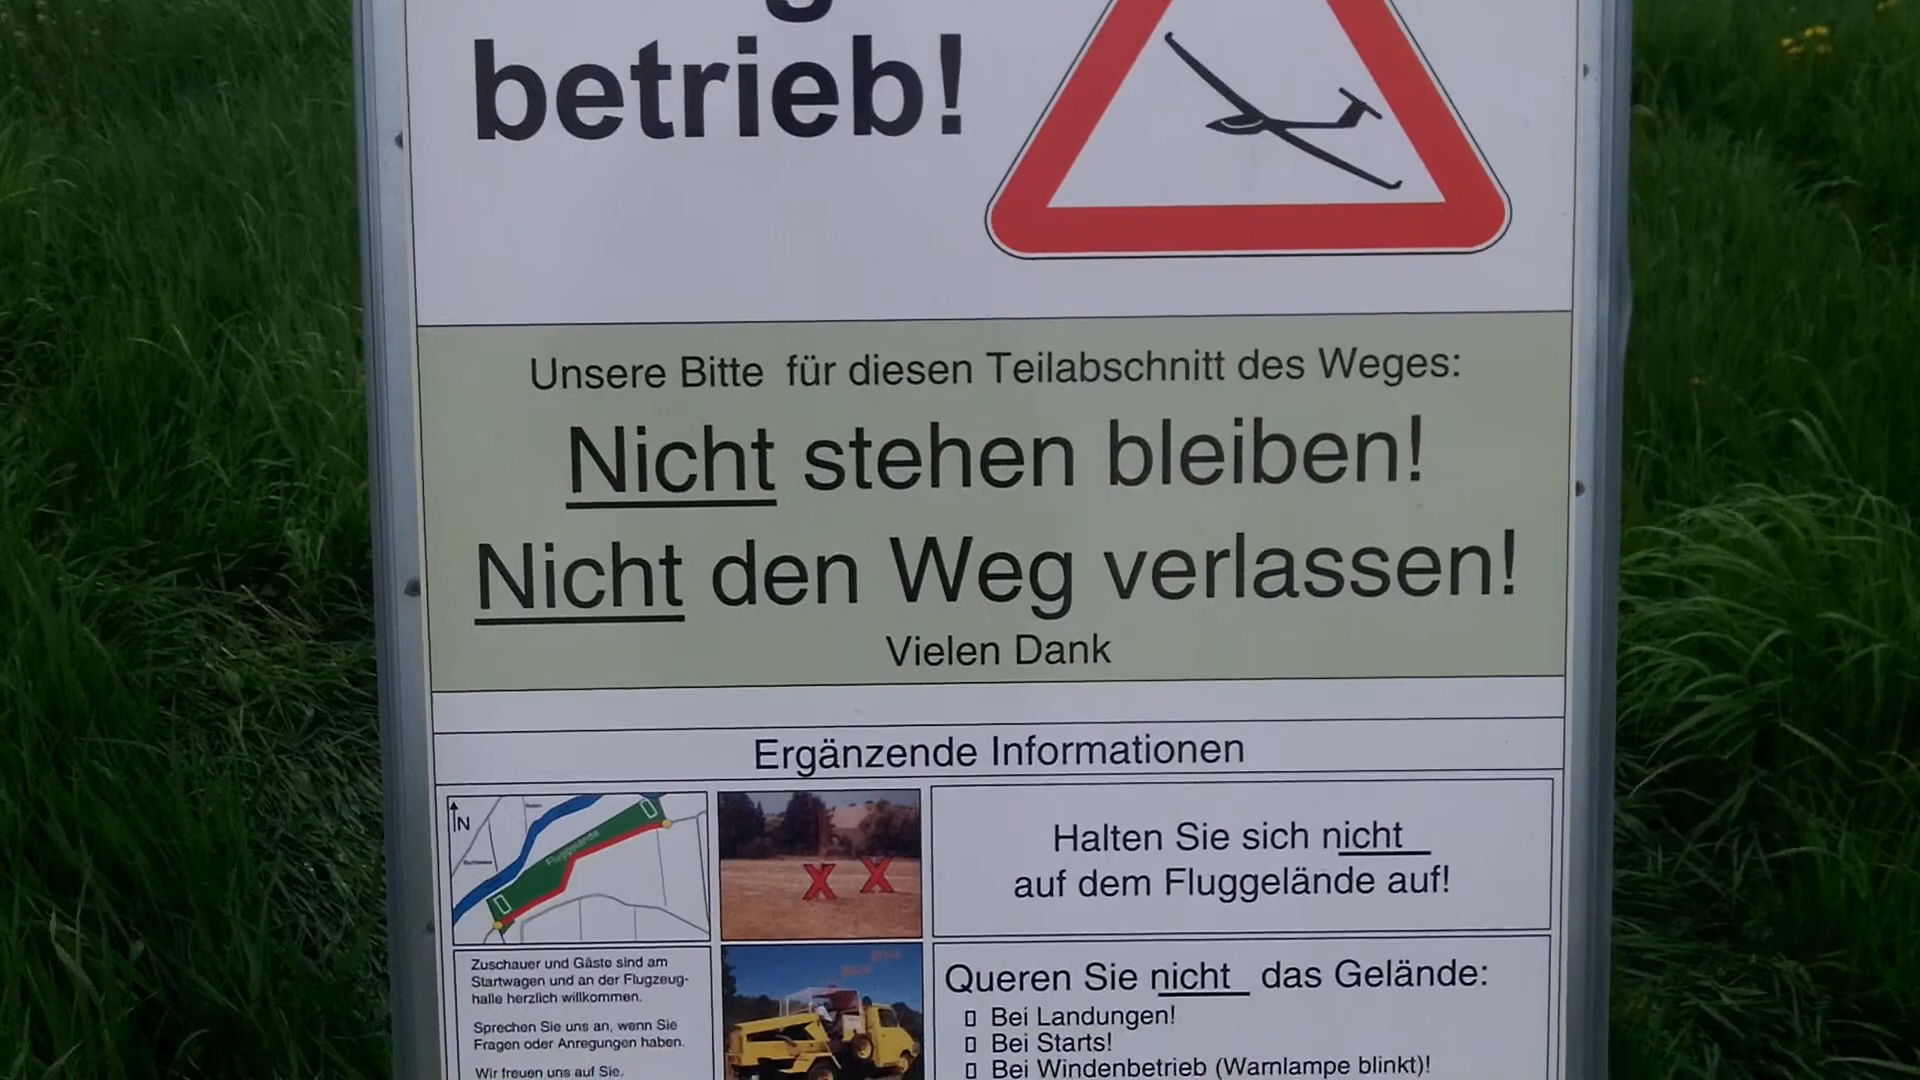 betrieb!
Unsere Bitte für diesen Teilabschnitt des Weges:
Nicht stehen bleiben!
Nicht den Weg verlassen!
Vielen Dank
Ergänzende Informationen
N
Fluggelände
Halten Sie sich nicht
auf dem Fluggelände auf!
Zuschauer und Gäste sind am
Startwagen und an der Flugzeug-
halle herzlich willkommen.
Sprechen Sie uns an, wenn Sie
Fragen oder Anregungen haben.
Wir freuen uns auf Sie.
X X
Queren Sie nicht das Gelände:
Bei Landungen!
Bei Starts!
Bei Windenbetrieb (Warnlampe blinkt)!